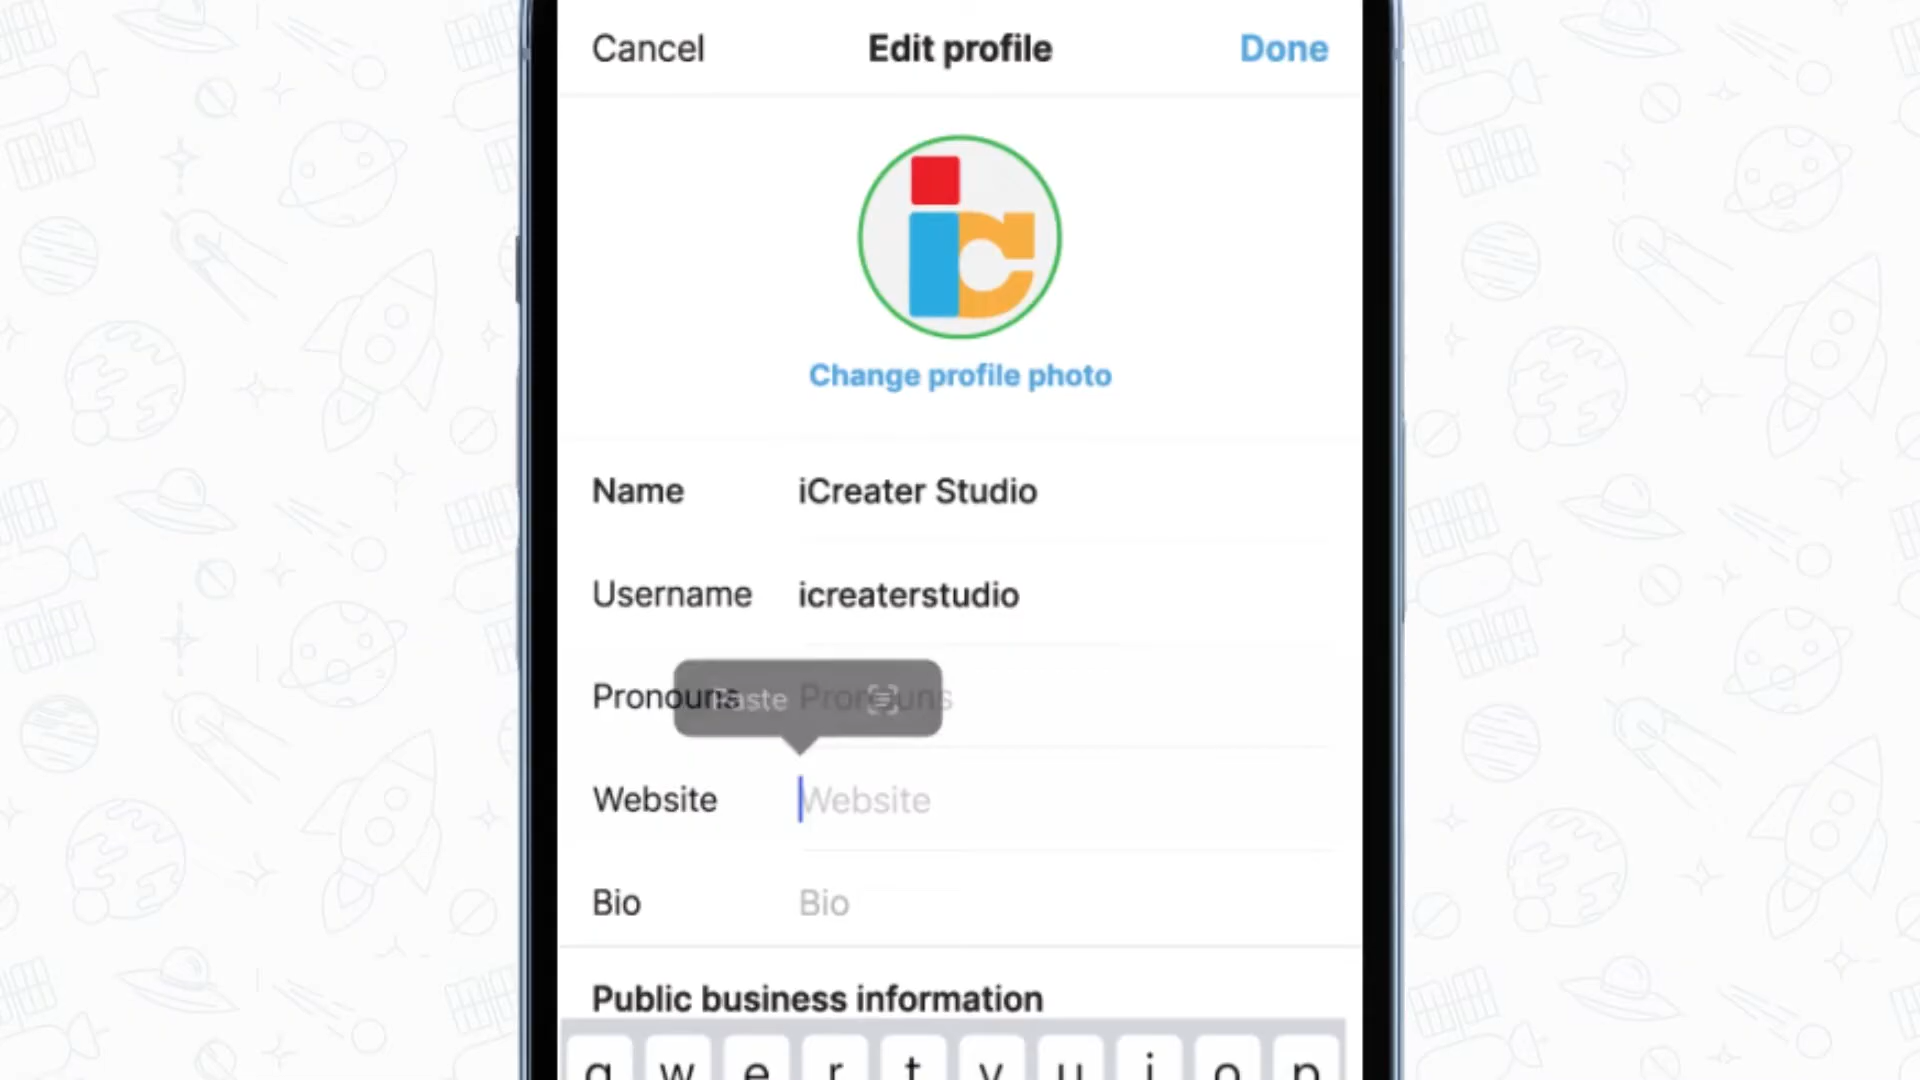 Cancel Edit profile Done
ic
Change profile photo
Name iCreater Studio
Username icreaterstudio
Pronouns Pronouns
Paste
Website Website
Bio Bio
Public business information
q w e r t y u i o p